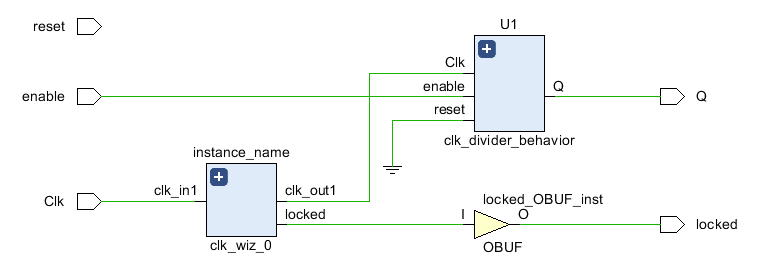 reset
U1
Clk
enable
enable
Q
Q
reset
clk_divider_behavior
instance_name
Clk
clk_in1
clk_out1
locked
clk_wiz_0
locked_OBUF_inst
I
O
locked
OBUF